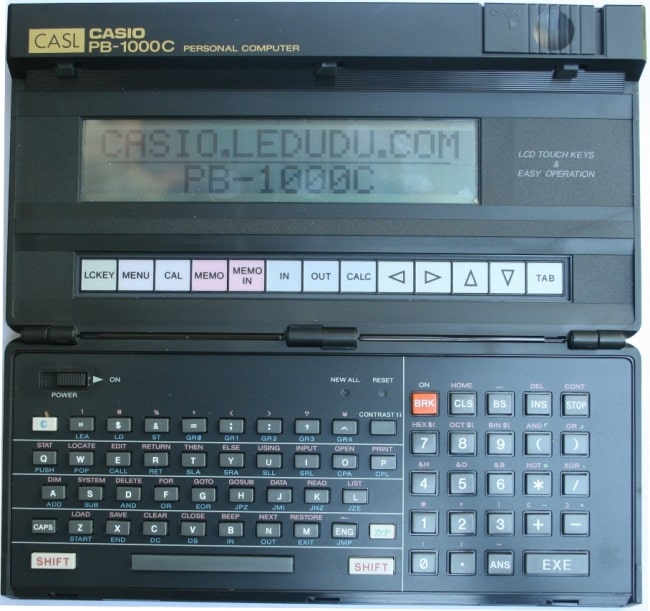 CASL CASIO
PB-1000C PERSONAL COMPUTER
OPEN
CASIO.LEDUDU.COM
PB-1000C
LCD TOUCH KEYS
&
EASY OPERATION
LCKEY MENU CAL MEMO MEMO IN IN OUT CALC TAB
POWER ON
NEW ALL RESET
CONTRAST
ON HOME DEL CONT
BRK CLS BS INS STOP
! # % ' < > ? ¥
" $ & = ; : , ^
LEA LD ST GR0 GR1 GR2 GR3 GR4
HEX$( OCT$( BIN$( AND OR
7 8 9 ( )
STAT LOCATE EDIT RETURN THEN ELSE USING INPUT OPEN PRINT
Q W E R T Y U I O P
PUSH POP CALL RET SLA SRA SLL SRL CPA CPL
&H &O &B NOT XOR
4 5 6 * /
DIM SYSTEM DELETE FOR GOTO GOSUB DATA READ LIST
A S D F G H J K L
ADD SUB AND OR EOR JPZ JMI JNZ JZE
1 2 3 + -
LOAD SAVE CLEAR CLOSE BEEP NEXT RESTORE
CAPS Z X C V B N M ENG カナ
START END DC DS IN OUT EXIT JMP
0 . ANS EXE
SHIFT SHIFT